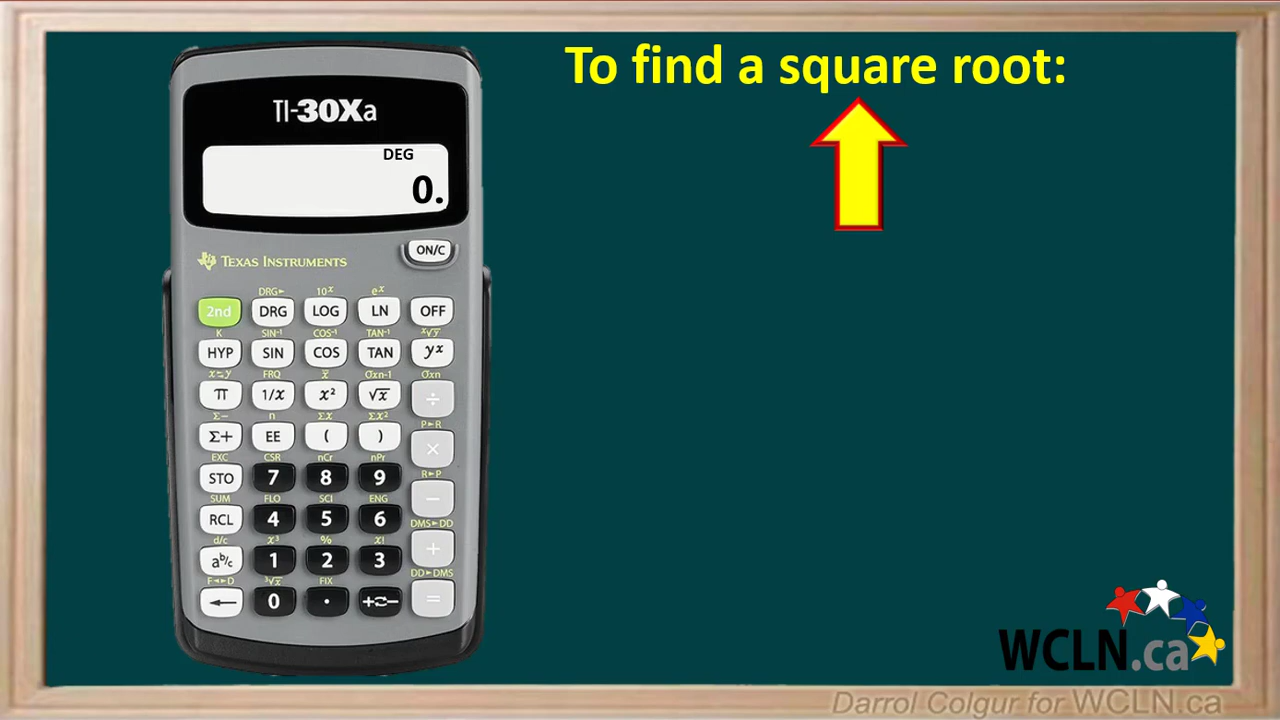 To find a square root:
TI-30Xa
DEG
0.
TEXAS INSTRUMENTS
ON/C
DRG► 10ˣ eˣ
2nd DRG LOG LN OFF
K SIN⁻¹ COS⁻¹ TAN⁻¹ ˣ√y
HYP SIN COS TAN yˣ
x⇆y FRQ x̅ σxn-1 σxn
π 1/x x² √x ÷
Σ− n Σx Σx² P►R
Σ+ EE ( ) ×
EXC CSR nCr nPr R►P
STO 7 8 9 −
SUM FLO SCI ENG DMS►DD
RCL 4 5 6 +
d/c x³ % x! DD►DMS
aᵇ/c 1 2 3 =
F◄►D ³√x FIX
← 0 . +⇆−
WCLN.ca
Darrol Colgur for WCLN.ca